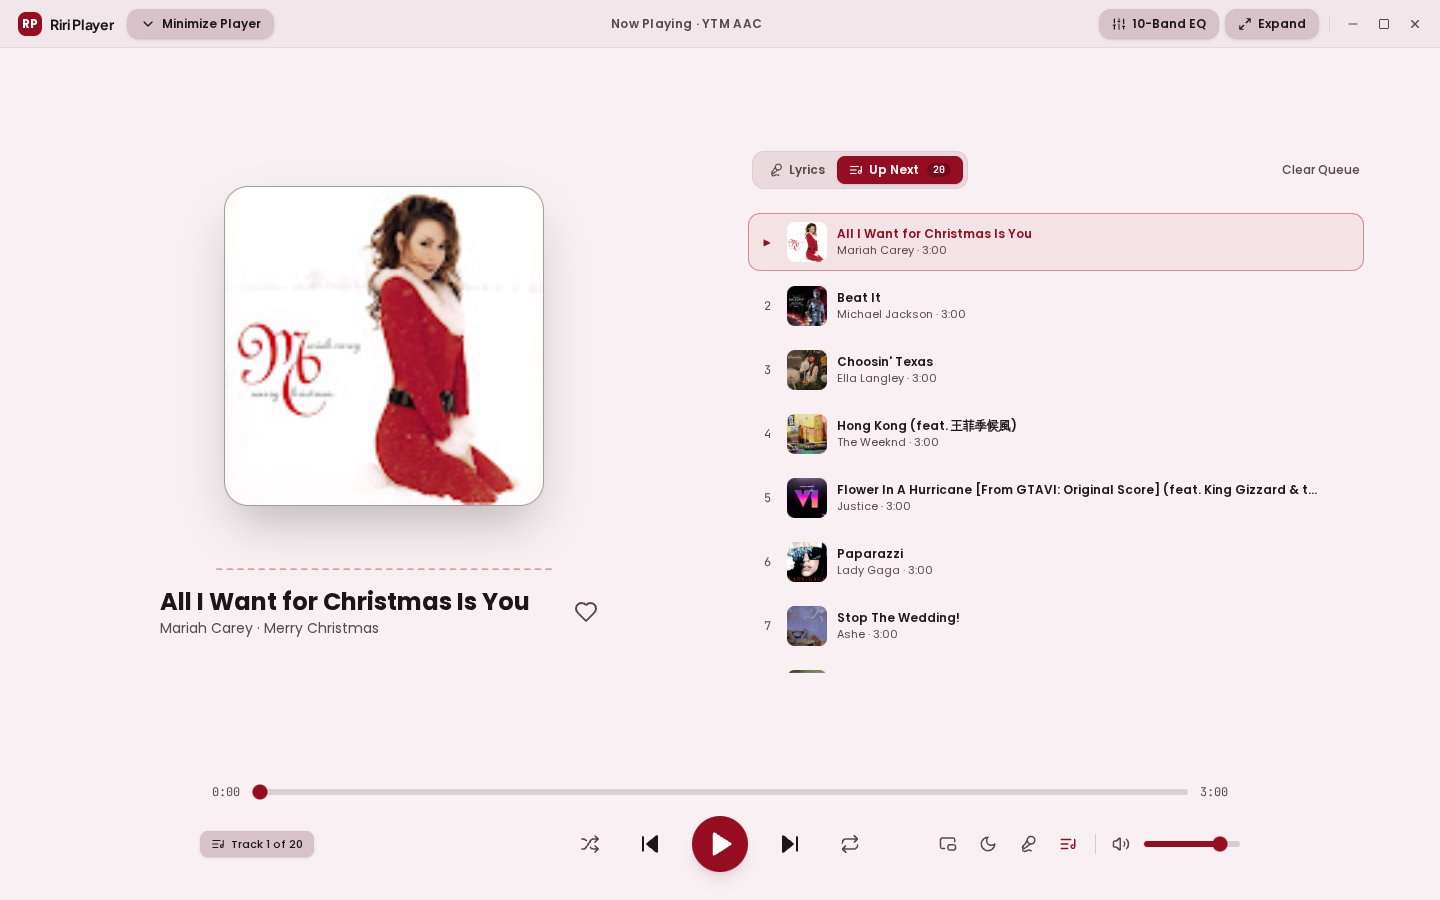 RP RiriPlayer Minimize Player Now Playing · YTM AAC 10-Band EQ Expand
Lyrics Up Next 20 Clear Queue
All I Want for Christmas Is You
Mariah Carey · 3:00
2 Beat It
Michael Jackson · 3:00
3 Choosin' Texas
Ella Langley · 3:00
4 Hong Kong (feat. 王菲季候風)
The Weeknd · 3:00
5 Flower In A Hurricane [From GTAVI: Original Score] (feat. King Gizzard & t...
Justice · 3:00
6 Paparazzi
Lady Gaga · 3:00
7 Stop The Wedding!
Ashe · 3:00
mariah carey
merry christmas
All I Want for Christmas Is You
Mariah Carey · Merry Christmas
0:00 3:00
Track 1 of 20